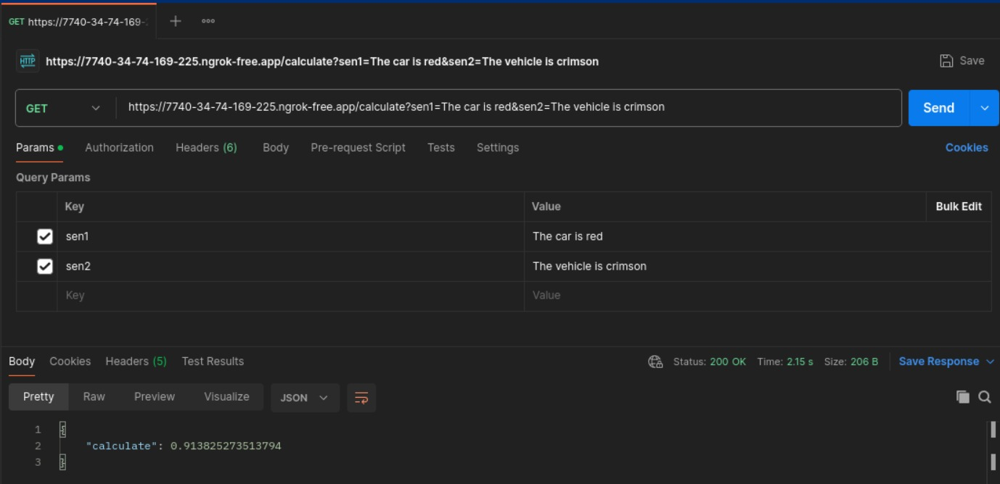 GET https://7740-34-74-169-
HTTP https://7740-34-74-169-225.ngrok-free.app/calculate?sen1=The car is red&sen2=The vehicle is crimson Save
GET https://7740-34-74-169-225.ngrok-free.app/calculate?sen1=The car is red&sen2=The vehicle is crimson Send
Params Authorization Headers (6) Body Pre-request Script Tests Settings Cookies
Query Params
Key Value Bulk Edit
sen1 The car is red
sen2 The vehicle is crimson
Key Value
Body Cookies Headers (5) Test Results Status: 200 OK Time: 2.15 s Size: 206 B Save Response
Pretty Raw Preview Visualize JSON
1 {
2 "calculate": 0.913825273513794
3 }